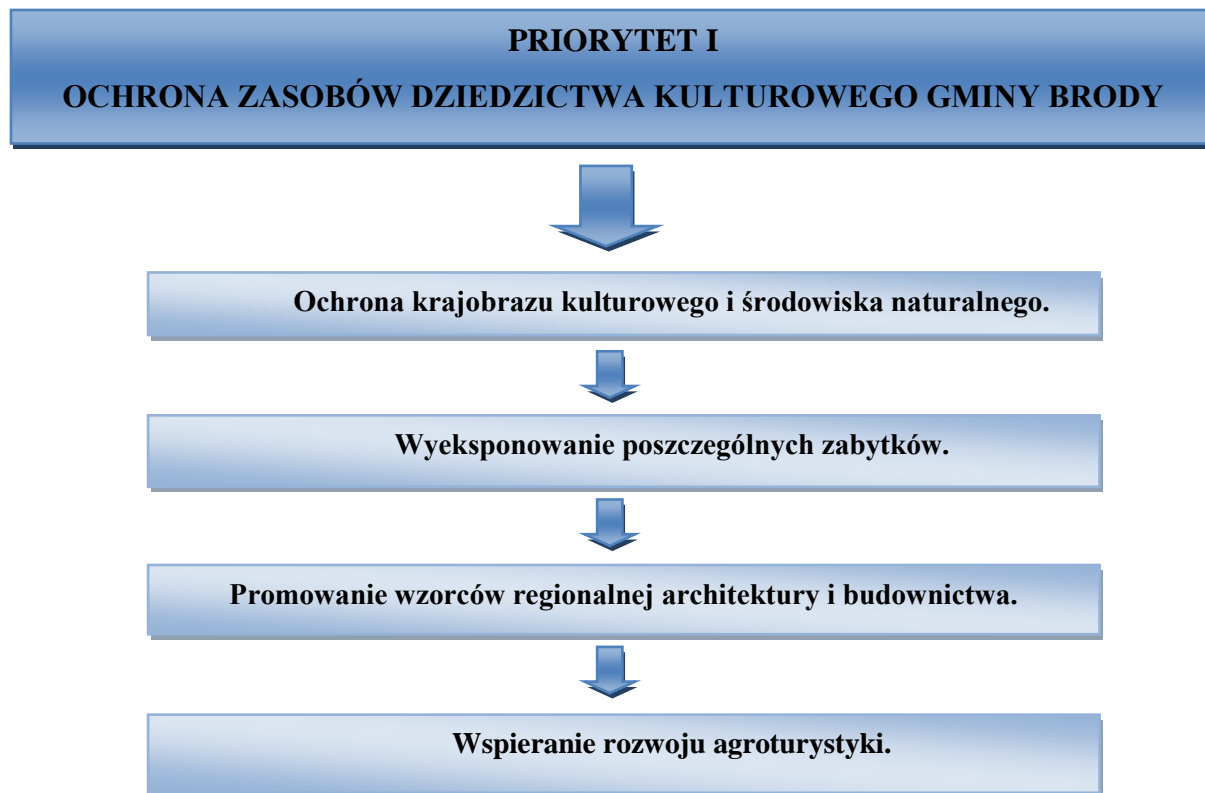 PRIORYTET I
OCHRONA ZASOBÓW DZIEDZICTWA KULTUROWEGO GMINY BRODY
Ochrona krajobrazu kulturowego i środowiska naturalnego.
Wyeksponowanie poszczególnych zabytków.
Promowanie wzorców regionalnej architektury i budownictwa.
Wspieranie rozwoju agroturystyki.